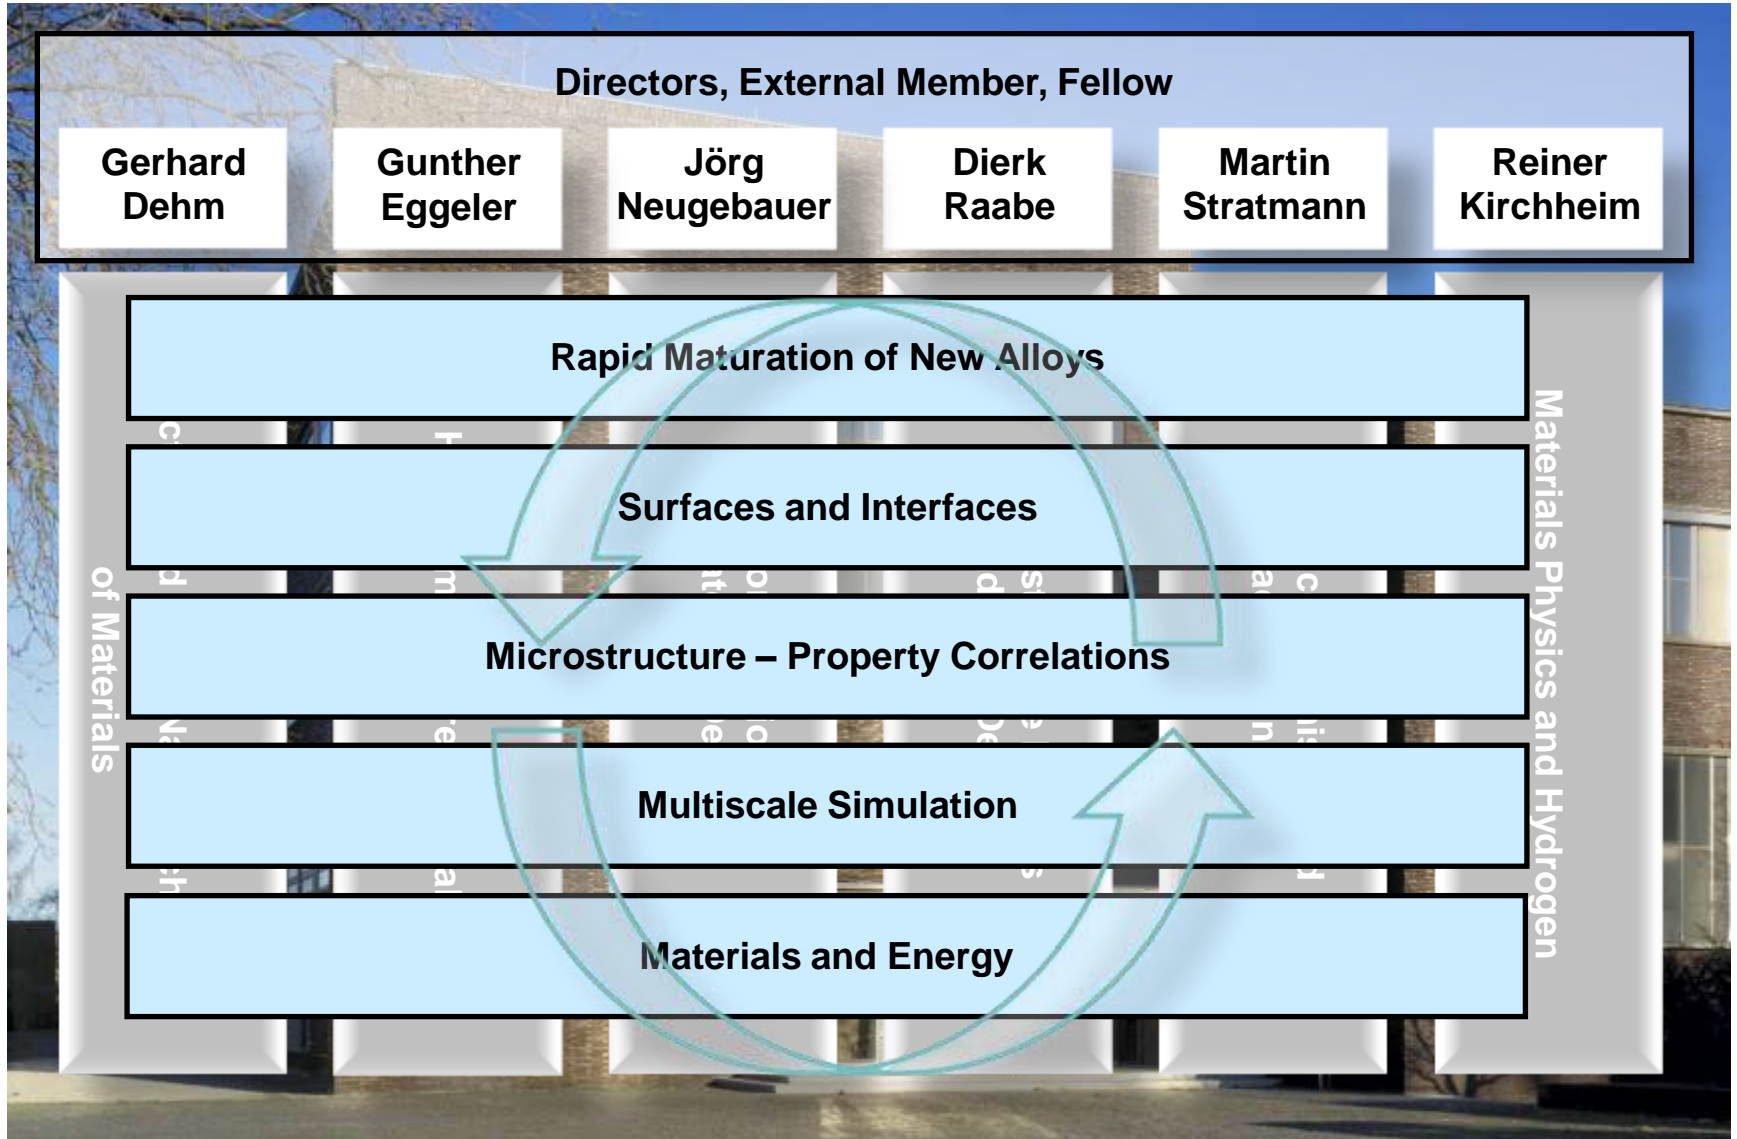 Directors, External Member, Fellow
Gerhard
Dehm
Gunther
Eggeler
Jörg
Neugebauer
Dierk
Raabe
Martin
Stratmann
Reiner
Kirchheim
Rapid Maturation of New Alloys
Surfaces and Interfaces
Microstructure – Property Correlations
Multiscale Simulation
Materials and Energy
of Materials
Materials Physics and Hydrogen